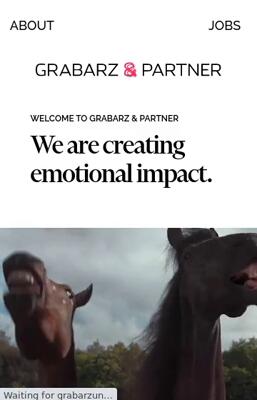 ABOUT
JOBS
GRABARZ & PARTNER
WELCOME TO GRABARZ & PARTNER
We are creating
emotional impact.
Waiting for grabarzun...